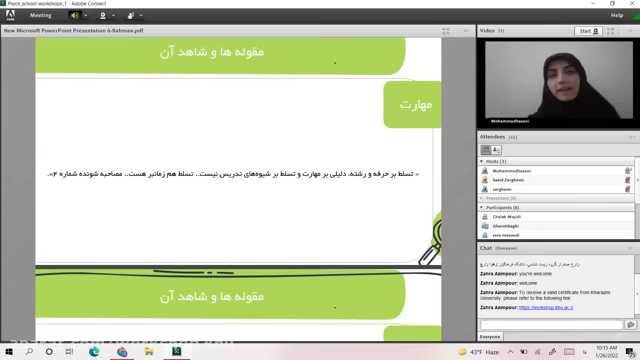 Psych_school-workshops_1 - Adobe Connect
Meeting
Help
New Microsoft PowerPoint Presentation 6-Bahman.pdf
مقوله ها و شاهد آن
مهارت
« تسلط بر حرفه و رشته، دلیلی بر مهارت و تسلط بر شیوه‌های تدریس نیست.. تسلط هم زمانبر هست.. مصاحبه شونده شماره ۴»
مقوله ها و شاهد آن
Video
Start
Mohammadhasani
Attendees
Hosts (3)
Mohammadhasani
Saeid Zarghami
zarghami
Presenters
Participants (8)
Chalak Majidi
Gharehbaghi
sara masoudi
Chat (Everyone)
Zahra Azimpour: you're welcome
Zahra Azimpour: welcome
Zahra Azimpour: To receive a valid certificate from Kharazmi University, please refer to the following link:
Zahra Azimpour: https://workshop.khu.ac.ir
Everyone
43°F Haze
10:15 AM
1/26/2022